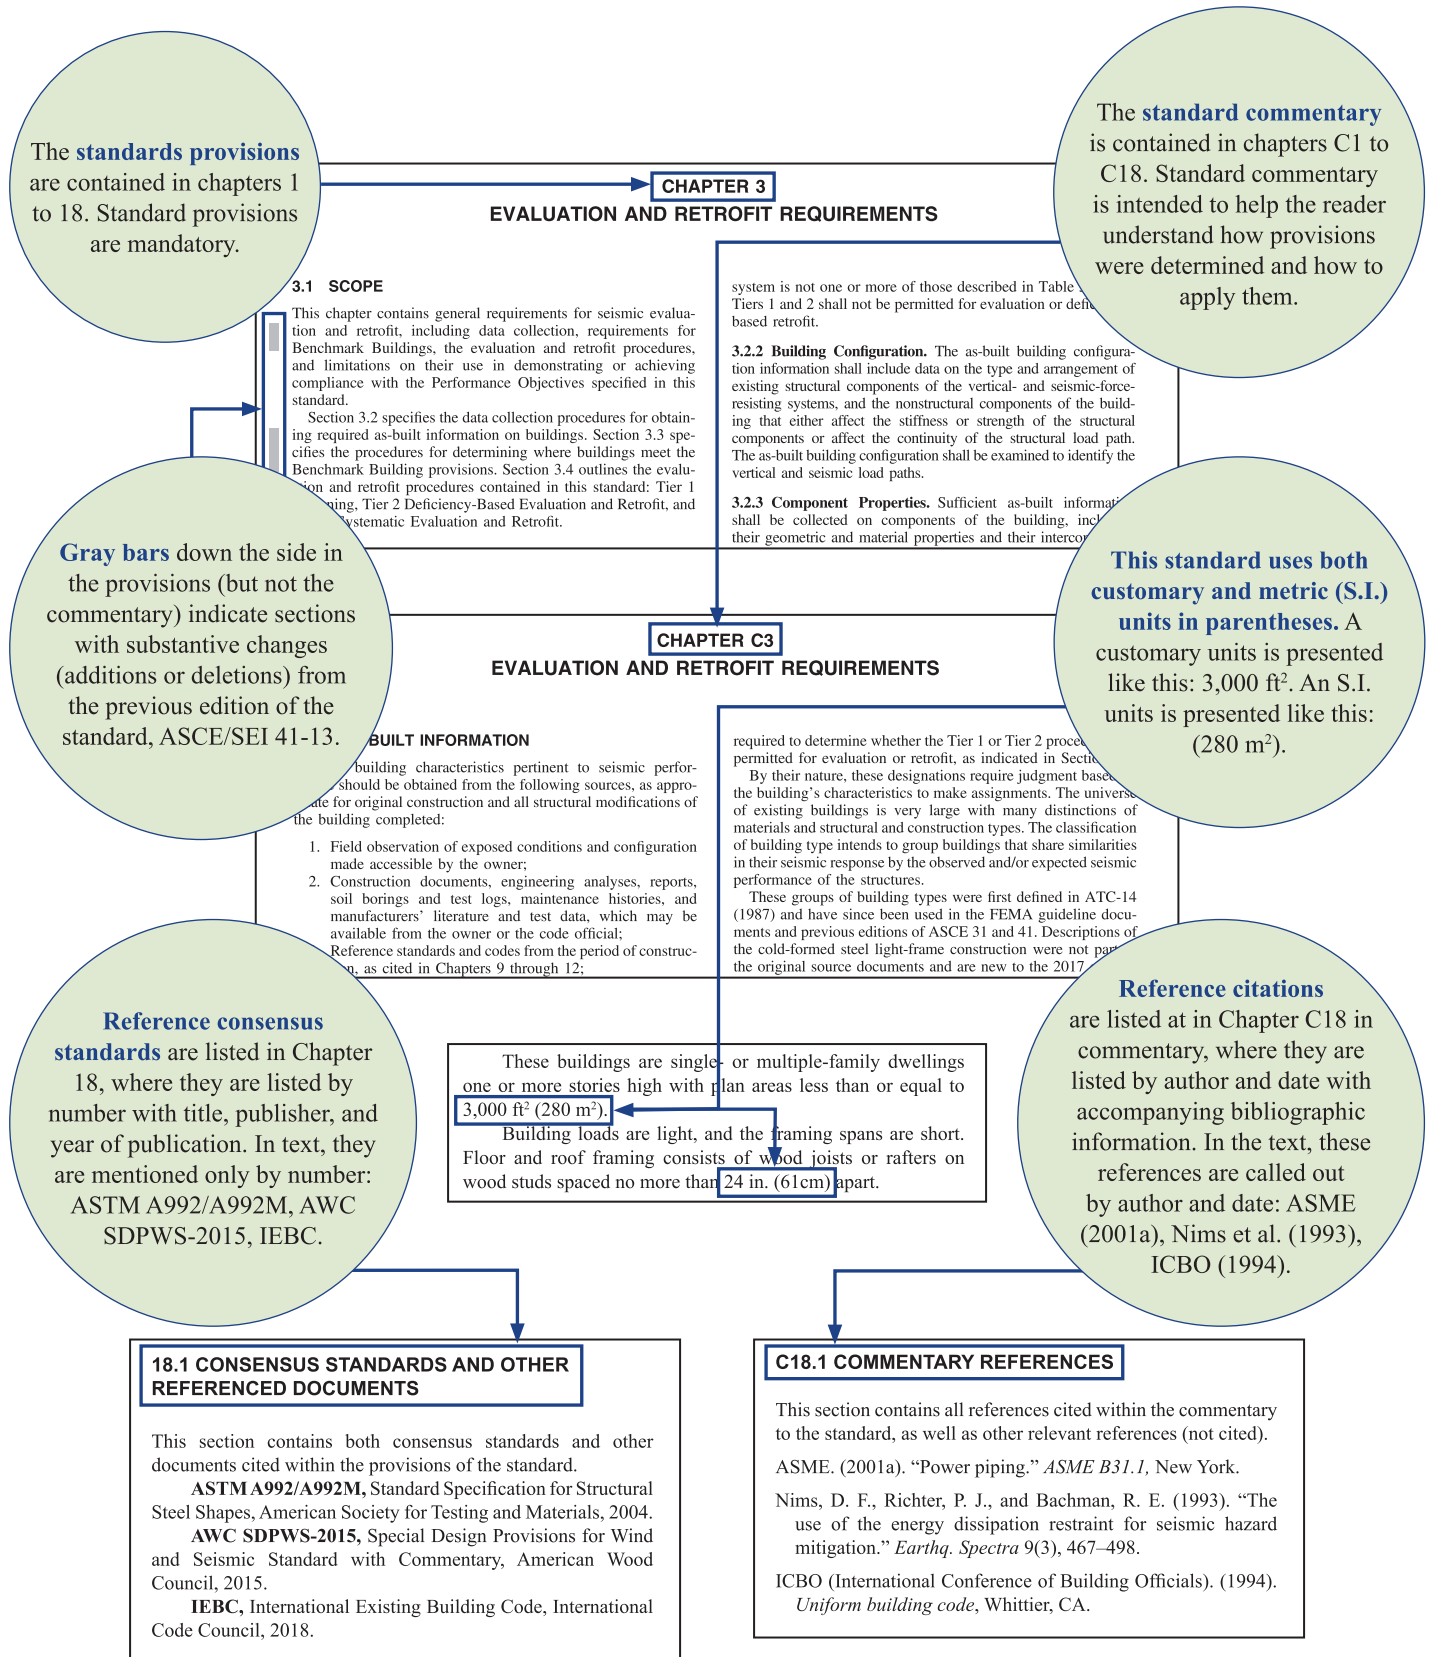 The standards provisions
are contained in chapters 1
to 18. Standard provisions
are mandatory.
The standard commentary
is contained in chapters C1 to
C18. Standard commentary
is intended to help the reader
understand how provisions
were determined and how to
apply them.
CHAPTER 3
EVALUATION AND RETROFIT REQUIREMENTS
3.1 SCOPE
This chapter contains general requirements for seismic evalua-
tion and retrofit, including data collection, requirements for
Benchmark Buildings, the evaluation and retrofit procedures,
and limitations on their use in demonstrating or achieving
compliance with the Performance Objectives specified in this
standard.
Section 3.2 specifies the data collection procedures for obtain-
ing required as-built information on buildings. Section 3.3 spe-
cifies the procedures for determining where buildings meet the
Benchmark Building provisions. Section 3.4 outlines the evalu-
and retrofit procedures contained in this standard: Tier 1
Tier 2 Deficiency-Based Evaluation and Retrofit, and
Evaluation and Retrofit.
system is not one or more of those described in Table
Tiers 1 and 2 shall not be permitted for evaluation or
based retrofit.
3.2.2 Building Configuration. The as-built building configura-
tion information shall include data on the type and arrangement of
existing structural components of the vertical- and seismic-force-
resisting systems, and the nonstructural components of the build-
ing that either affect the stiffness or strength of the structural
components or affect the continuity of the structural load path.
The as-built building configuration shall be examined to identify the
vertical and seismic load paths.
3.2.3 Component Properties. Sufficient as-built
shall be collected on components of the building,
their geometric and material properties and their
Gray bars down the side in
the provisions (but not the
commentary) indicate sections
with substantive changes
(additions or deletions) from
the previous edition of the
standard, ASCE/SEI 41-13.
This standard uses both
customary and metric (S.I.)
units in parentheses. A
customary units is presented
like this: 3,000 ft². An S.I.
units is presented like this:
(280 m²).
CHAPTER C3
EVALUATION AND RETROFIT REQUIREMENTS
BUILT INFORMATION
building characteristics pertinent to seismic perfor-
should be obtained from the following sources, as appro-
for original construction and all structural modifications of
the building completed:
1. Field observation of exposed conditions and configuration
made accessible by the owner;
2. Construction documents, engineering analyses, reports,
soil borings and test logs, maintenance histories, and
manufacturers' literature and test data, which may be
available from the owner or the code official;
Reference standards and codes from the period of construc-
as cited in Chapters 9 through 12;
required to determine whether the Tier 1 or Tier 2
permitted for evaluation or retrofit, as indicated in
By their nature, these designations require judgment
the building's characteristics to make assignments. The universe
of existing buildings is very large with many distinctions of
materials and structural and construction types. The classification
of building type intends to group buildings that share similarities
in their seismic response by the observed and/or expected seismic
performance of the structures.
These groups of building types were first defined in ATC-14
(1987) and have since been used in the FEMA guideline docu-
ments and previous editions of ASCE 31 and 41. Descriptions of
the cold-formed steel light-frame construction were not part
the original source documents and are new to the 2017
Reference consensus
standards are listed in Chapter
18, where they are listed by
number with title, publisher, and
year of publication. In text, they
are mentioned only by number:
ASTM A992/A992M, AWC
SDPWS-2015, IEBC.
These buildings are single- or multiple-family dwellings
one or more stories high with plan areas less than or equal to
3,000 ft² (280 m²).
Building loads are light, and the framing spans are short.
Floor and roof framing consists of wood joists or rafters on
wood studs spaced no more than 24 in. (61cm) apart.
Reference citations
are listed at in Chapter C18 in
commentary, where they are
listed by author and date with
accompanying bibliographic
information. In the text, these
references are called out
by author and date: ASME
(2001a), Nims et al. (1993),
ICBO (1994).
18.1 CONSENSUS STANDARDS AND OTHER
REFERENCED DOCUMENTS
This section contains both consensus standards and other
documents cited within the provisions of the standard.
ASTM A992/A992M, Standard Specification for Structural
Steel Shapes, American Society for Testing and Materials, 2004.
AWC SDPWS-2015, Special Design Provisions for Wind
and Seismic Standard with Commentary, American Wood
Council, 2015.
IEBC, International Existing Building Code, International
Code Council, 2018.
C18.1 COMMENTARY REFERENCES
This section contains all references cited within the commentary
to the standard, as well as other relevant references (not cited).
ASME. (2001a). “Power piping.” ASME B31.1, New York.
Nims, D. F., Richter, P. J., and Bachman, R. E. (1993). “The
use of the energy dissipation restraint for seismic hazard
mitigation.” Earthq. Spectra 9(3), 467–498.
ICBO (International Conference of Building Officials). (1994).
Uniform building code, Whittier, CA.